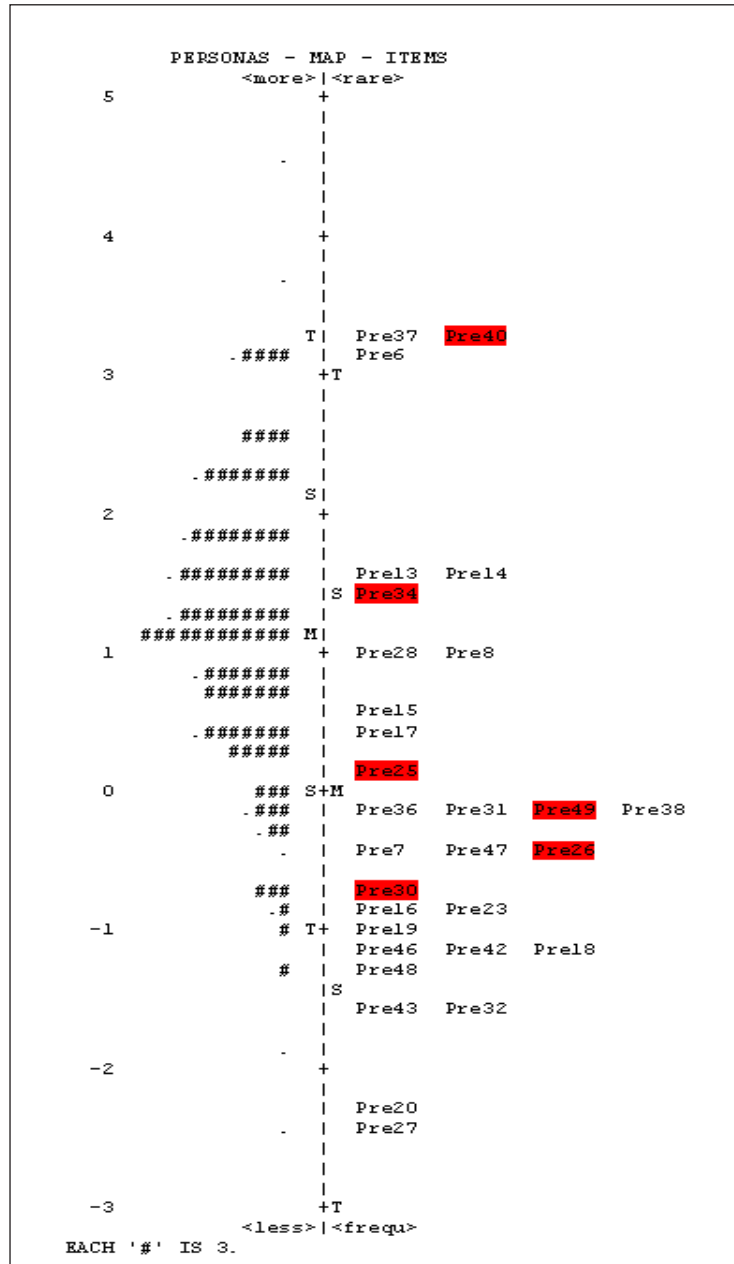 PERSONAS - MAP - ITEMS
<more>|<rare>
5 +
|
|
|
. |
|
|
|
4 +
|
. |
|
|
T| Pre37 Pre40
.#### | Pre6
3 +T
|
|
#### |
|
.####### |
S|
2 +
.######## |
|
.######### | Pre13 Pre14
|S Pre34
.######### |
############ M|
1 + Pre28 Pre8
.####### |
####### |
| Pre15
.####### | Pre17
##### |
| Pre25
0 ### S+M
.### | Pre36 Pre31 Pre49 Pre38
.## |
. | Pre7 Pre47 Pre26
|
### | Pre30
.# | Pre16 Pre23
-1 # T+ Pre19
| Pre46 Pre42 Pre18
# | Pre48
|S
| Pre43 Pre32
|
. |
-2 +
|
| Pre20
. | Pre27
|
|
|
-3 +T
<less>|<frequ>
EACH '#' IS 3.